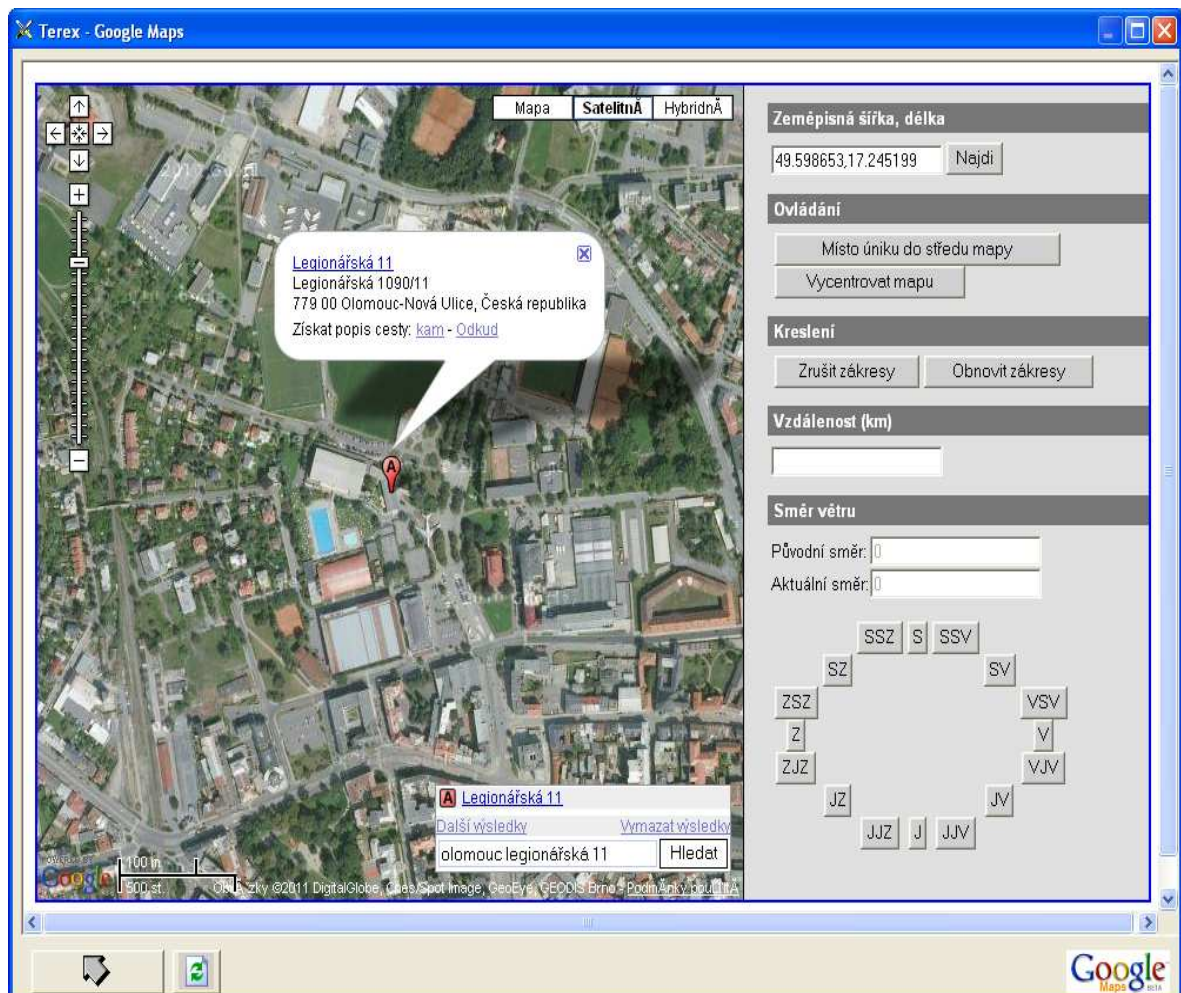 Terex - Google Maps
Mapa
SatelitnÃ
HybridnÃ
Legionářská 11
Legionářská 1090/11
779 00 Olomouc-Nová Ulice, Česká republika
Získat popis cesty: kam - Odkud
A
A Legionářská 11
Další výsledky Vymazat výsledky
olomouc legionářská 11 Hledat
Google
500 st.
©2011 DigitalGlobe, Cnes/Spot Image, GeoEye, GEODIS Brno -
Zeměpisná šířka, délka
49.598653,17.245199 Najdi
Ovládání
Místo úniku do středu mapy
Vycentrovat mapu
Kreslení
Zrušit zákresy Obnovit zákresy
Vzdálenost (km)
Směr větru
Původní směr: 0
Aktuální směr: 0
SSZ S SSV
SZ SV
ZSZ VSV
Z V
ZJZ VJV
JZ JV
JJZ J JJV
Google
Maps BETA